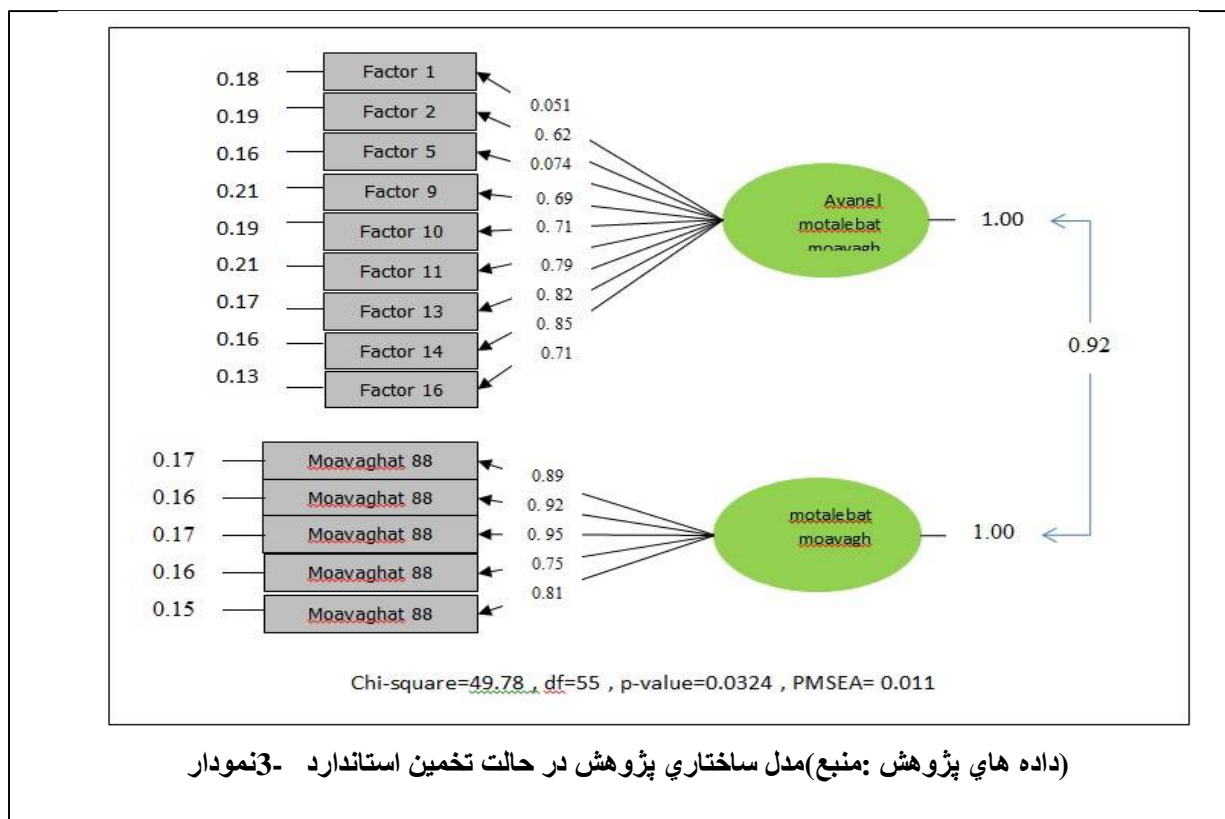 0.18 Factor 1 0.051
0.19 Factor 2 0. 62
0.16 Factor 5 0.074
0.21 Factor 9 0. 69
0.19 Factor 10 0.71
0.21 Factor 11 0.79
0.17 Factor 13 0. 82
0.16 Factor 14 0. 85
0.13 Factor 16 0.71
Avanel
motalebat
moavagh
1.00
0.92
0.17 Moavaghat 88 0.89
0.16 Moavaghat 88 0.92
0.17 Moavaghat 88 0.95
0.16 Moavaghat 88 0.75
0.15 Moavaghat 88 0.81
motalebat
moavagh
1.00
Chi-square=49.78 , df=55 , p-value=0.0324 , PMSEA= 0.011
(داده هاي پژوهش :منبع)مدل ساختاري پژوهش در حالت تخمين استاندارد -3نمودار